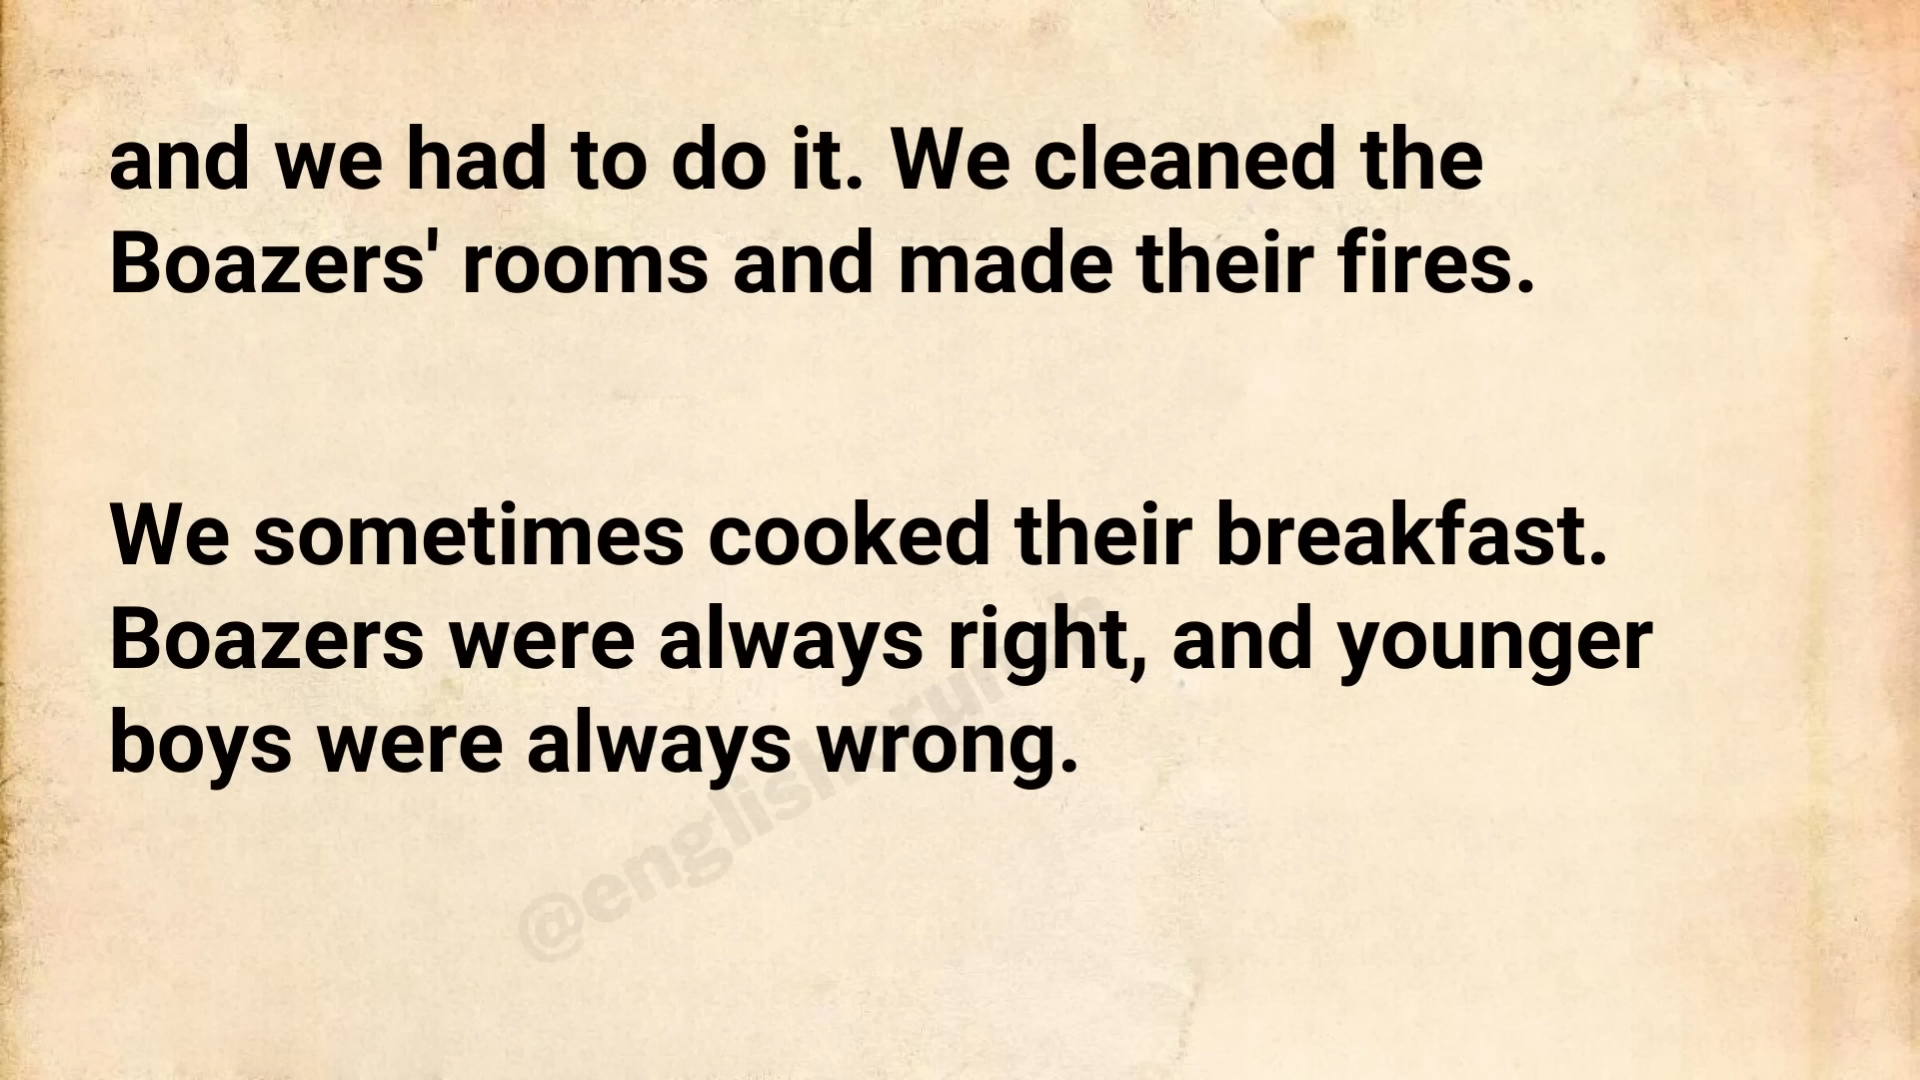 and we had to do it. We cleaned the
Boazers' rooms and made their fires.
We sometimes cooked their breakfast.
Boazers were always right, and younger
boys were always wrong.